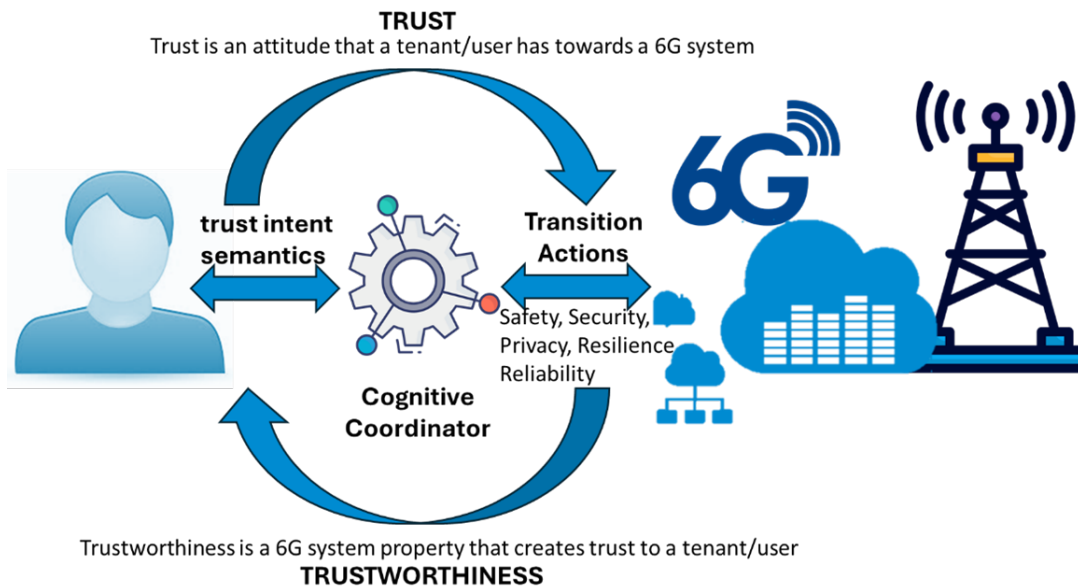 TRUST
Trust is an attitude that a tenant/user has towards a 6G system
6G
trust intent
semantics
Transition
Actions
Safety, Security,
Privacy, Resilience
Reliability
Cognitive
Coordinator
Trustworthiness is a 6G system property that creates trust to a tenant/user
TRUSTWORTHINESS